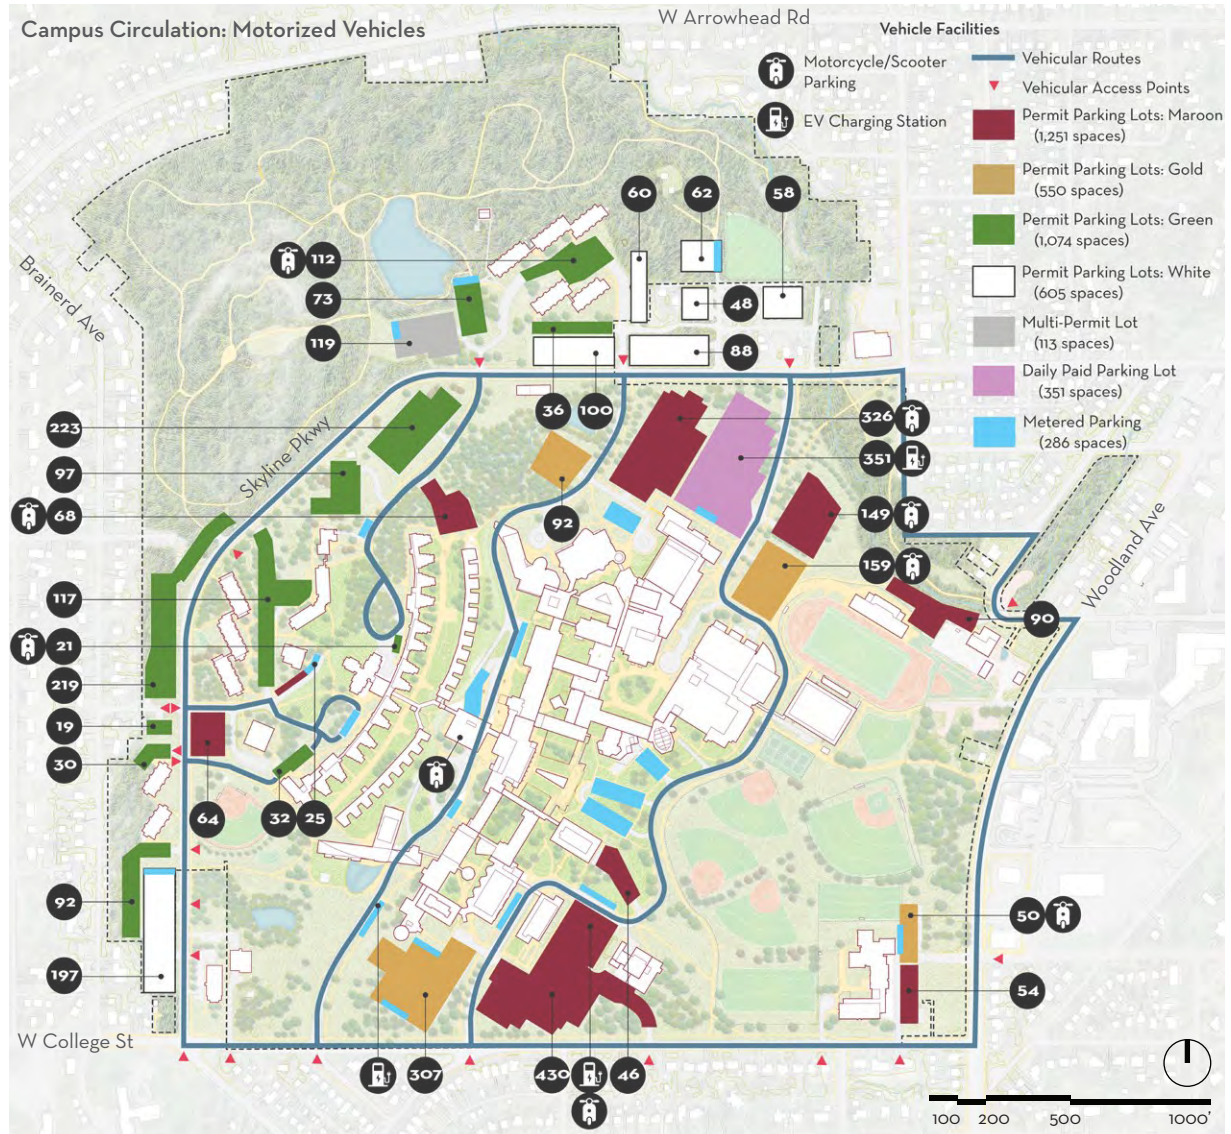 Campus Circulation: Motorized Vehicles
W Arrowhead Rd
Vehicle Facilities
Motorcycle/Scooter
Parking
EV Charging Station
Vehicular Routes
Vehicular Access Points
Permit Parking Lots: Maroon
(1,251 spaces)
Permit Parking Lots: Gold
(550 spaces)
Permit Parking Lots: Green
(1,074 spaces)
Permit Parking Lots: White
(605 spaces)
Multi-Permit Lot
(113 spaces)
Daily Paid Parking Lot
(351 spaces)
Metered Parking
(286 spaces)
Brainerd Ave
Skyline Pkwy
Woodland Ave
W College St
60
62
58
112
73
119
48
88
36
100
223
97
68
92
326
351
149
159
90
117
21
219
19
30
64
32
25
92
197
50
54
307
430
46
100
200
500
1000'